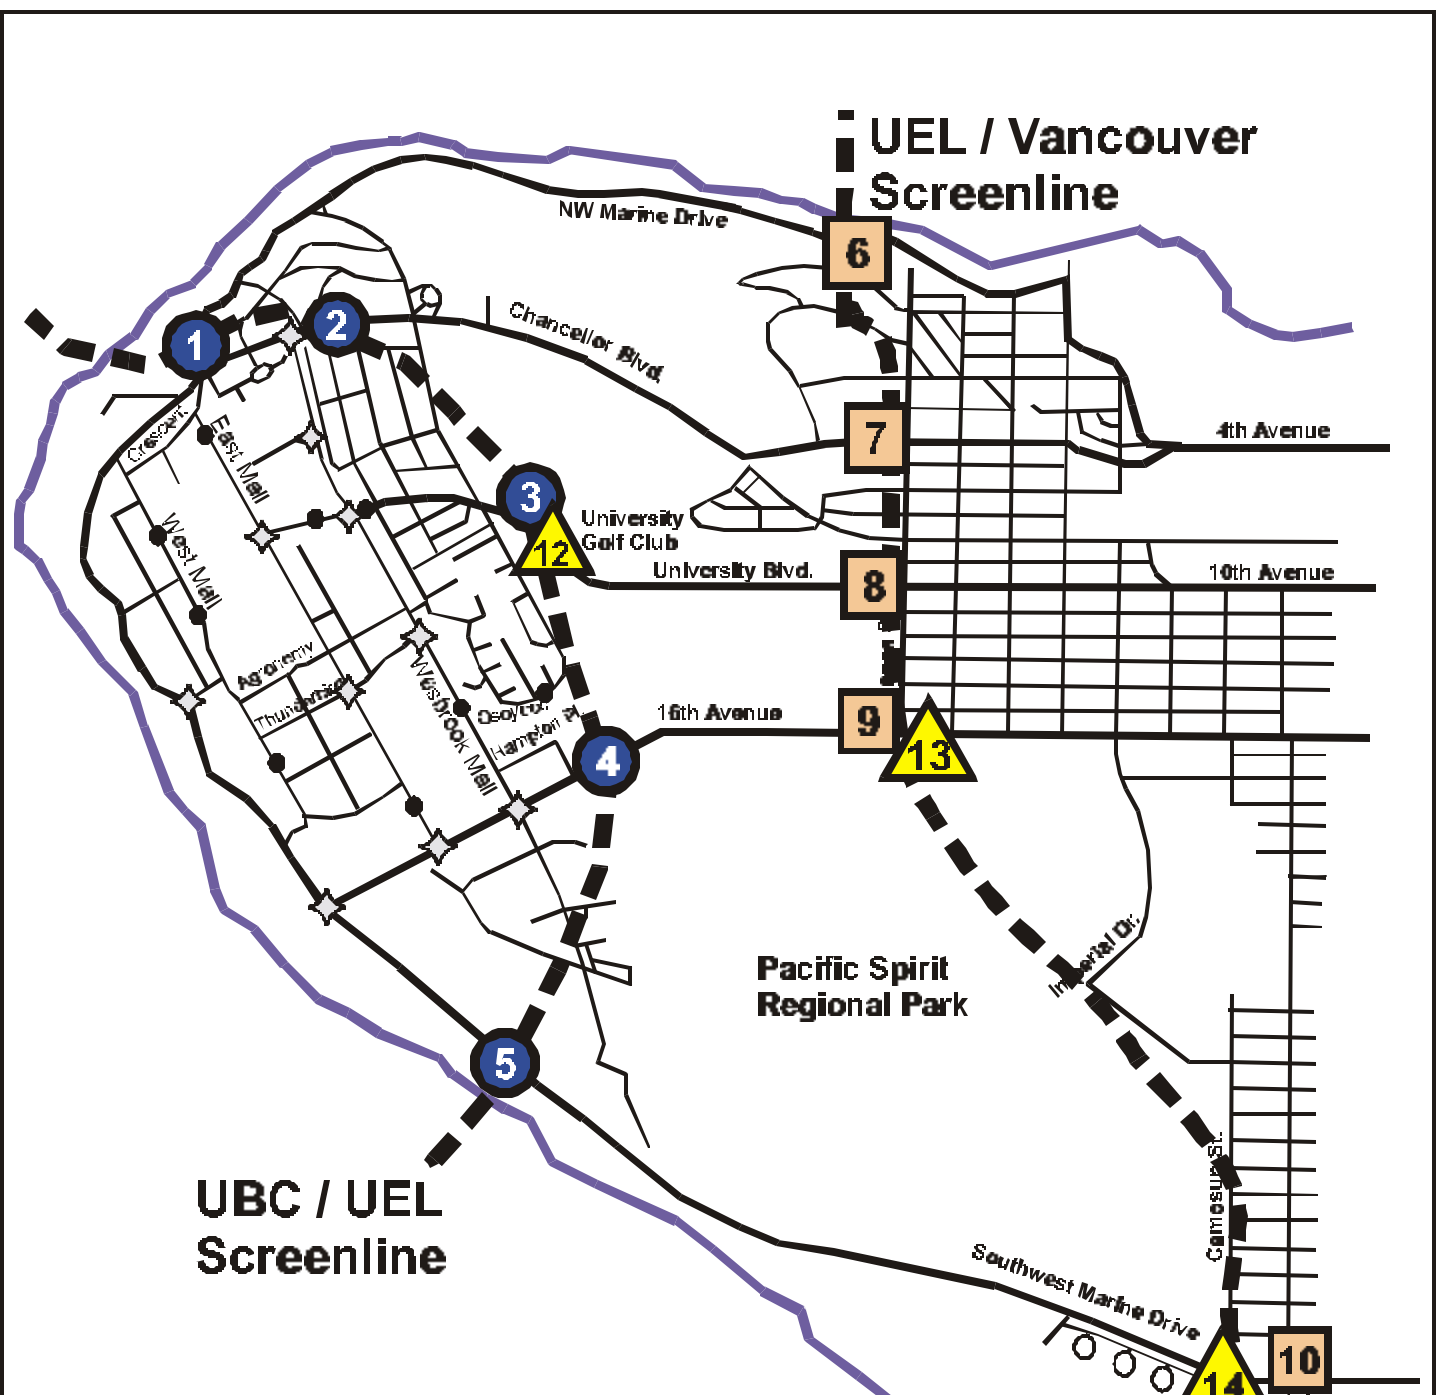 UEL / Vancouver
Screenline
NW Marine Drive
6
1
2
Chancellor Blvd.
7
4th Avenue
Crescent
East Mall
3
University
Golf Club
12
West Mall
University Blvd.
8
10th Avenue
Agronomy
Thunderbird
Wesbrook Mall
Osoyoos
Hampton Pl
16th Avenue
9
13
4
Imperial Dr.
Pacific Spirit
Regional Park
5
UBC / UEL
Screenline
Camosun St.
Southwest Marine Drive
10
14